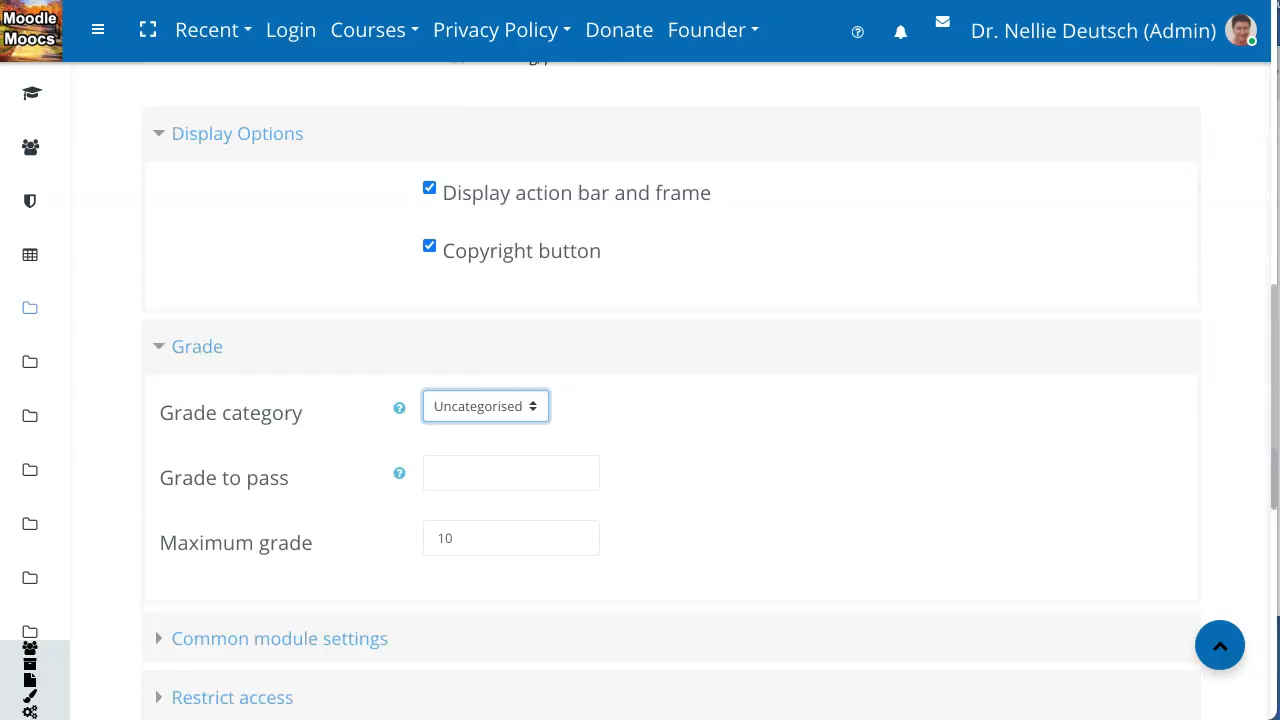 Moodle
Moocs
Recent Login Courses Privacy Policy Donate Founder
Dr. Nellie Deutsch (Admin)
Display Options
Display action bar and frame
Copyright button
Grade
Grade category ? Uncategorised
Grade to pass ?
Maximum grade 10
Common module settings
Restrict access